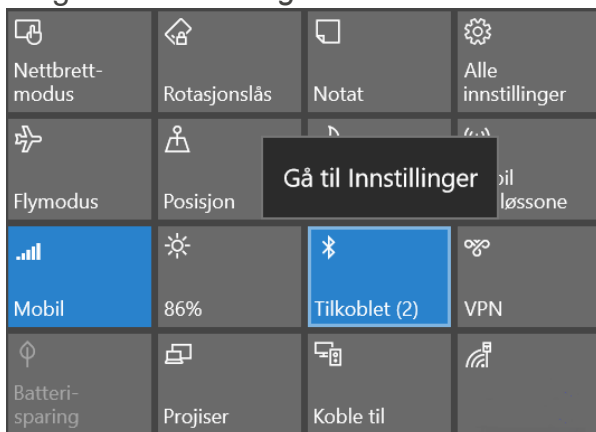 Nettbrett-
modus
Rotasjonslås
Notat
Alle
innstillinger
Flymodus
Posisjon
Gå til Innstillinger
Mobil
86%
Tilkoblet (2)
VPN
Batteri-
sparing
Projiser
Koble til